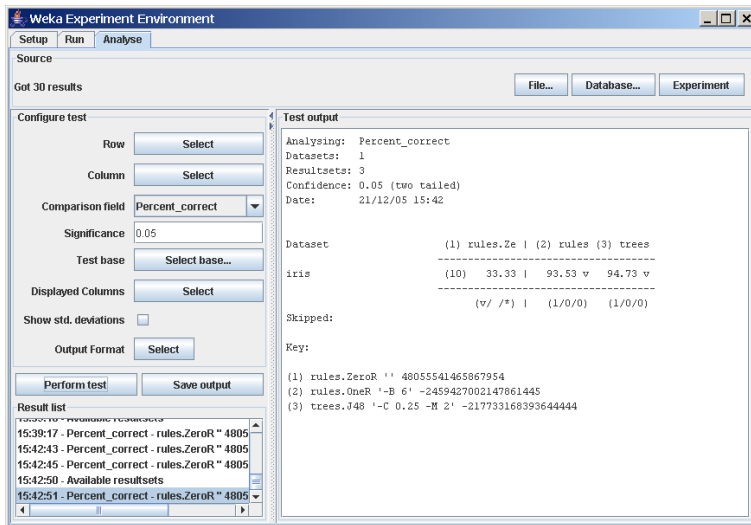 Weka Experiment Environment
Setup Run Analyse
Source
Got 30 results
File... Database... Experiment
Configure test
Row Select
Column Select
Comparison field Percent_correct
Significance 0.05
Test base Select base...
Displayed Columns Select
Show std. deviations
Output Format Select
Perform test Save output
Result list
Available resultsets
15:39:17 - Percent_correct - rules.ZeroR '' 4805
15:42:43 - Percent_correct - rules.ZeroR '' 4805
15:42:45 - Percent_correct - rules.ZeroR '' 4805
15:42:50 - Available resultsets
15:42:51 - Percent_correct - rules.ZeroR '' 4805
Test output
Analysing: Percent_correct
Datasets: 1
Resultsets: 3
Confidence: 0.05 (two tailed)
Date: 21/12/05 15:42
Dataset (1) rules.Ze | (2) rules (3) trees
--------------------------------------
iris (10) 33.33 | 93.53 v 94.73 v
--------------------------------------
(v/ /*) | (1/0/0) (1/0/0)
Skipped:
Key:
(1) rules.ZeroR '' 48055541465867954
(2) rules.OneR '-B 6' -2459427002147861445
(3) trees.J48 '-C 0.25 -M 2' -217733168393644444